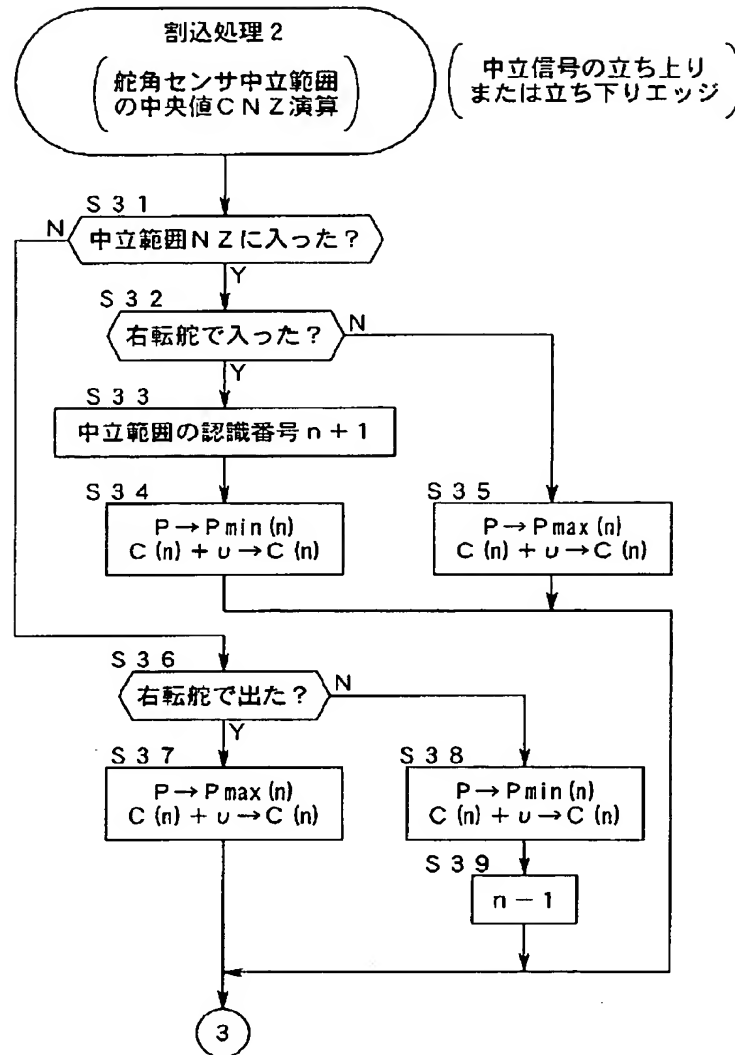 割込処理2
(舵角センサ中立範囲
の中央値CNZ演算)
(中立信号の立ち上り
または立ち下りエッジ)
S31
N
中立範囲NZに入った?
Y
S32
右転舵で入った?
N
Y
S33
中立範囲の認識番号n+1
S34
P→Pmin(n)
C(n)+υ→C(n)
S35
P→Pmax(n)
C(n)+υ→C(n)
S36
右転舵で出た?
N
Y
S37
P→Pmax(n)
C(n)+υ→C(n)
S38
P→Pmin(n)
C(n)+υ→C(n)
S39
n-1
3